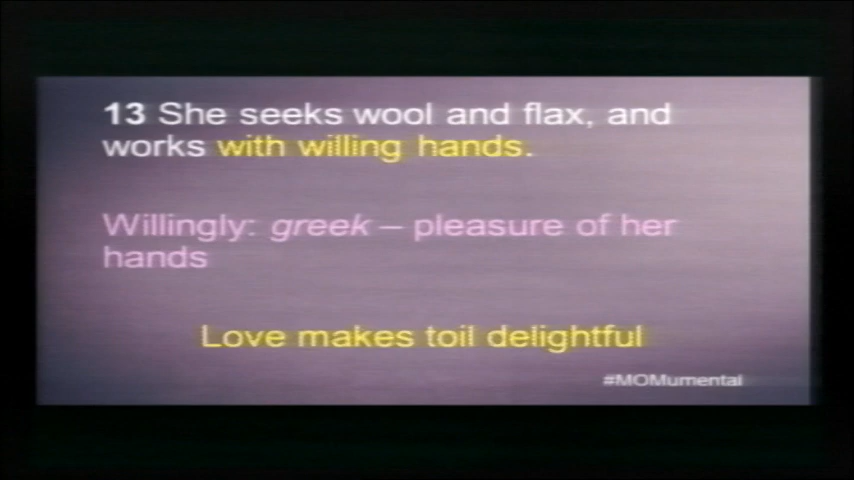 13 She seeks wool and flax, and
works with willing hands.
Willingly: greek – pleasure of her
hands
Love makes toil delightful
#MOMumental